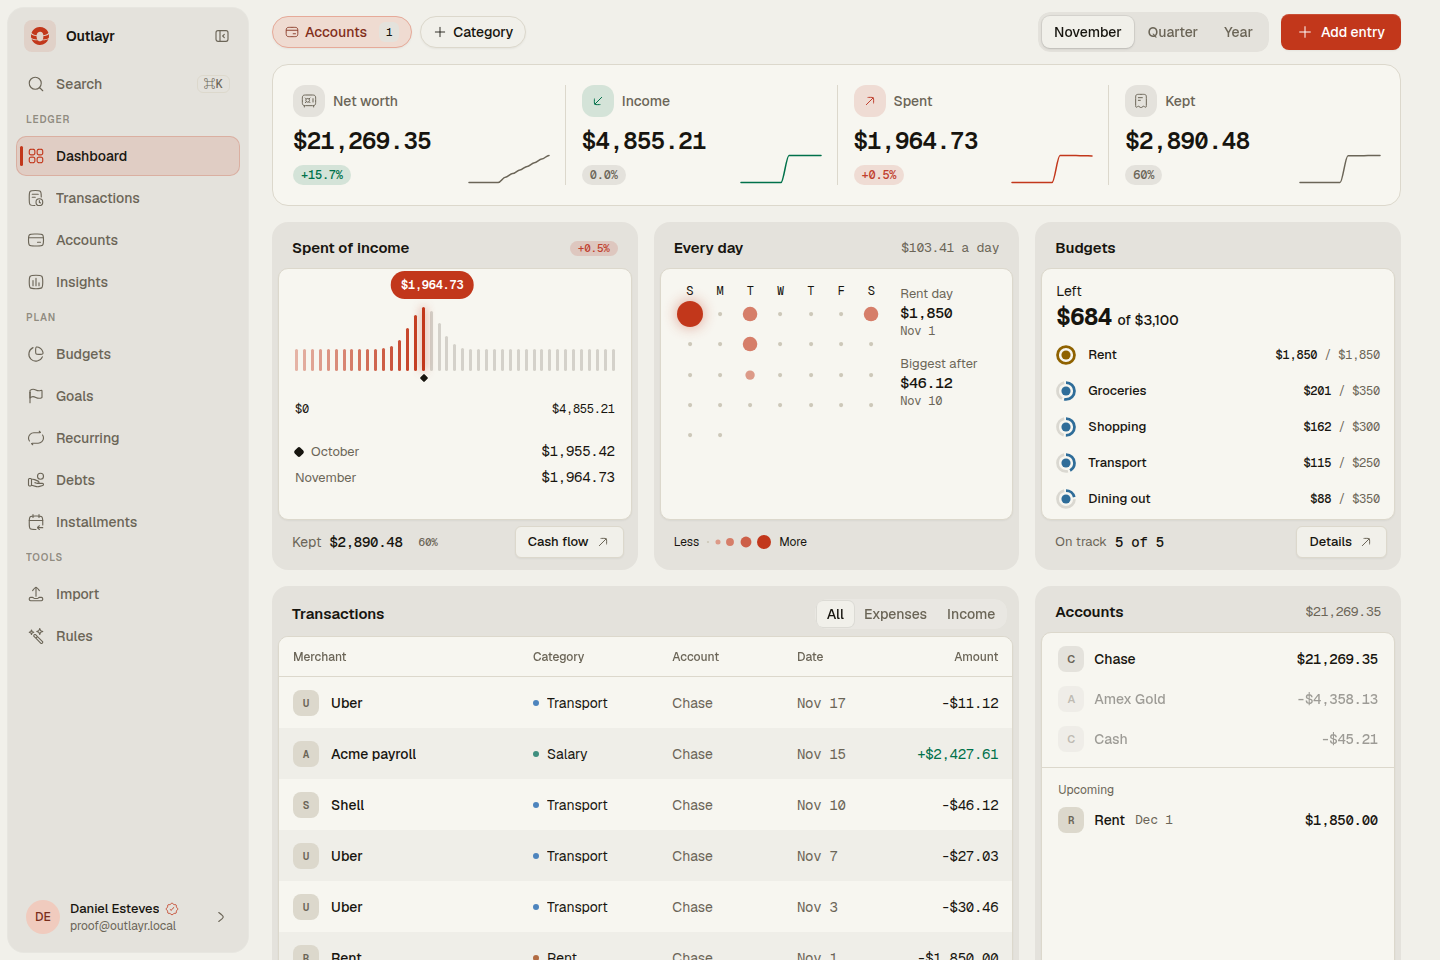 Outlayr
Search ⌘K
LEDGER
Dashboard
Transactions
Accounts
Insights
PLAN
Budgets
Goals
Recurring
Debts
Installments
TOOLS
Import
Rules
DE
Daniel Esteves
proof@outlayr.local
Accounts 1
+ Category
November Quarter Year
+ Add entry
Net worth
$21,269.35
+15.7%
Income
$4,855.21
0.0%
Spent
$1,964.73
+0.5%
Kept
$2,890.48
60%
Spent of income +0.5%
$1,964.73
$0 $4,855.21
October $1,955.42
November $1,964.73
Kept $2,890.48 60% Cash flow
Every day $103.41 a day
S M T W T F S
Rent day
$1,850
Nov 1
Biggest after
$46.12
Nov 10
Less More
Budgets
Left
$684 of $3,100
Rent $1,850 / $1,850
Groceries $201 / $350
Shopping $162 / $300
Transport $115 / $250
Dining out $88 / $350
On track 5 of 5 Details
Transactions All Expenses Income
Merchant Category Account Date Amount
U Uber Transport Chase Nov 17 -$11.12
A Acme payroll Salary Chase Nov 15 +$2,427.61
S Shell Transport Chase Nov 10 -$46.12
U Uber Transport Chase Nov 7 -$27.03
U Uber Transport Chase Nov 3 -$30.46
R Rent Rent Chase Nov 1 -$1,850.00
Accounts $21,269.35
C Chase $21,269.35
A Amex Gold -$4,358.13
C Cash -$45.21
Upcoming
R Rent Dec 1 $1,850.00